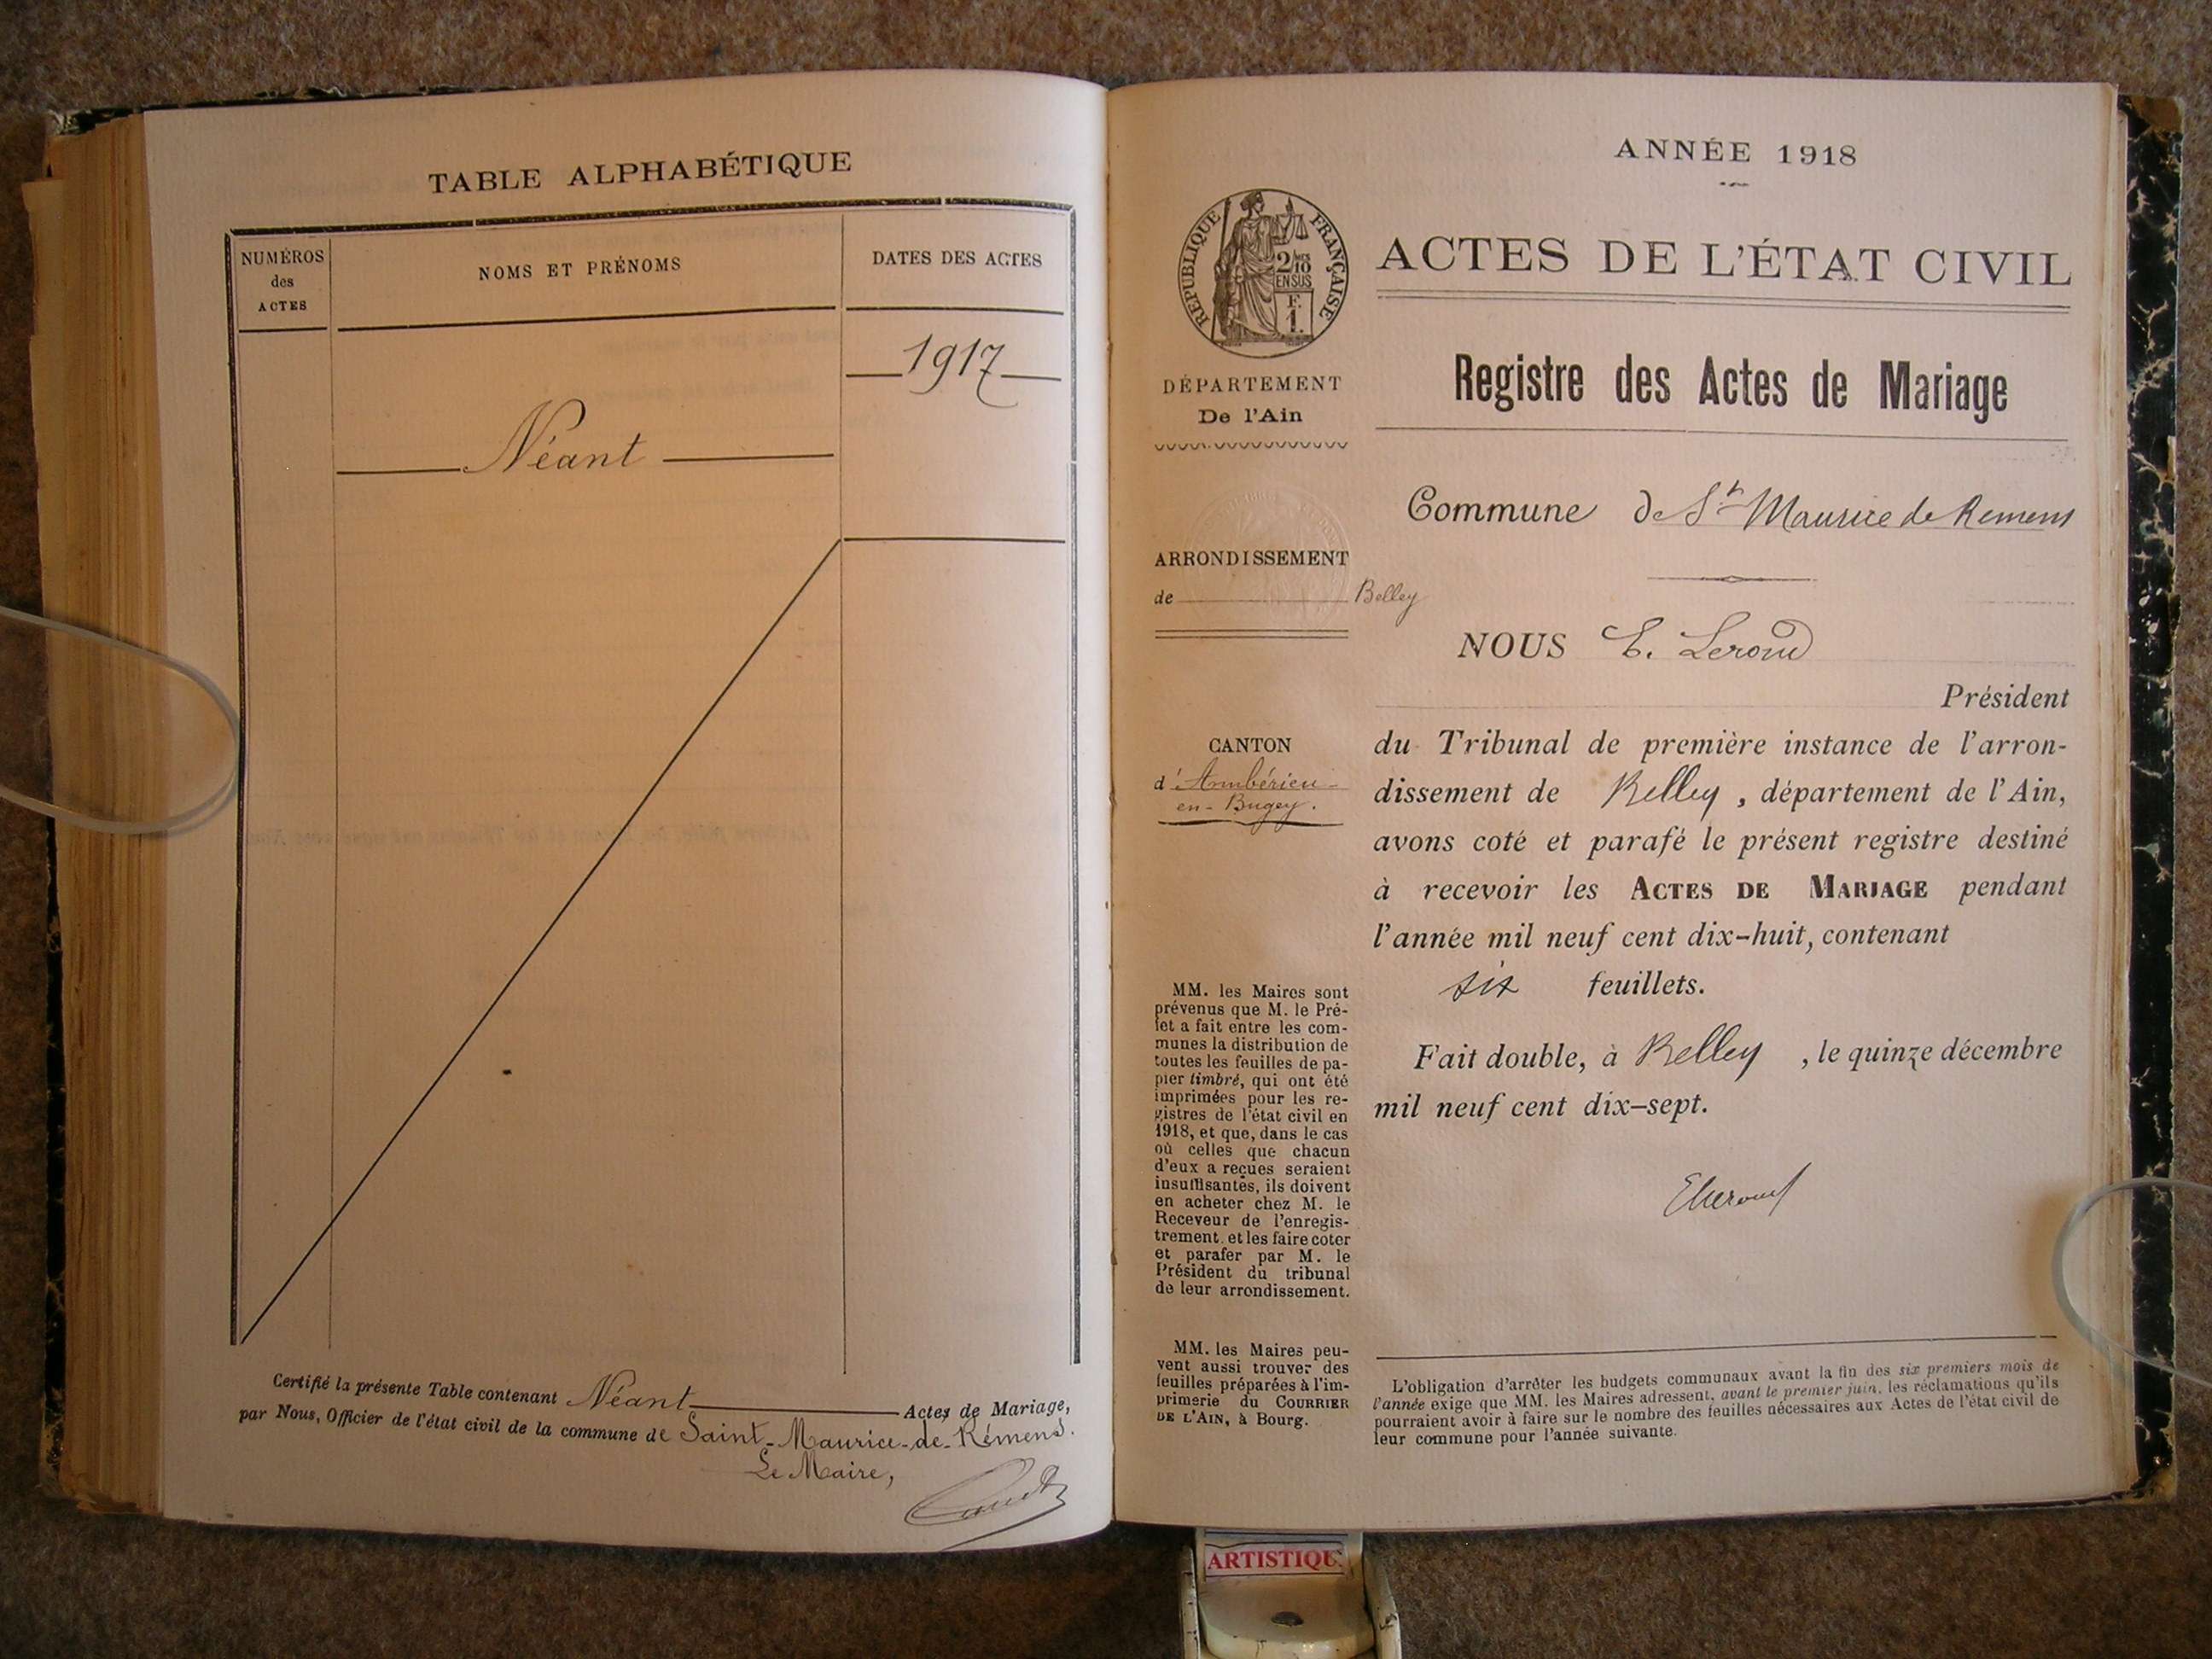 TABLE ALPHABÉTIQUE
NUMÉROS
des
ACTES
NOMS ET PRÉNOMS
DATES DES ACTES
1917
Néant
Certifié la présente Table contenant Néant Actes de Mariage,
par Nous, Officier de l'état civil de la commune de Saint-Maurice-de-Rémens.
Le Maire,
ANNÉE 1918
RÉPUBLIQUE FRANÇAISE
2/10
EN SUS
F.
1.
ACTES DE L'ÉTAT CIVIL
DÉPARTEMENT
De l'Ain
Registre des Actes de Mariage
Commune de St Maurice de Remens
ARRONDISSEMENT
de Belley
NOUS E. Leroud
Président
CANTON
d'Ambérieu-
en-Bugey.
du Tribunal de première instance de l'arron-
dissement de Belley, département de l'Ain,
avons coté et parafé le présent registre destiné
à recevoir les ACTES DE MARIAGE pendant
l'année mil neuf cent dix-huit, contenant
six feuillets.
Fait double, à Belley, le quinze décembre
mil neuf cent dix-sept.
MM. les Maires sont
prévenus que M. le Pré-
fet a fait entre les com-
munes la distribution de
toutes les feuilles de pa-
pier timbré, qui ont été
imprimées pour les re-
gistres de l'état civil en
1918, et que, dans le cas
où celles que chacun
d'eux a reçues seraient
insuffisantes, ils doivent
en acheter chez M. le
Receveur de l'enregis-
trement, et les faire coter
et parafer par M. le
Président du tribunal
de leur arrondissement.
MM. les Maires peu-
vent aussi trouver des
feuilles préparées à l'im-
primerie du COURRIER
DE L'AIN, à Bourg.
L'obligation d'arrêter les budgets communaux avant la fin des six premiers mois de
l'année exige que MM. les Maires adressent, avant le premier juin, les réclamations qu'ils
pourraient avoir à faire sur le nombre des feuilles nécessaires aux Actes de l'état civil de
leur commune pour l'année suivante.
ARTISTIQU